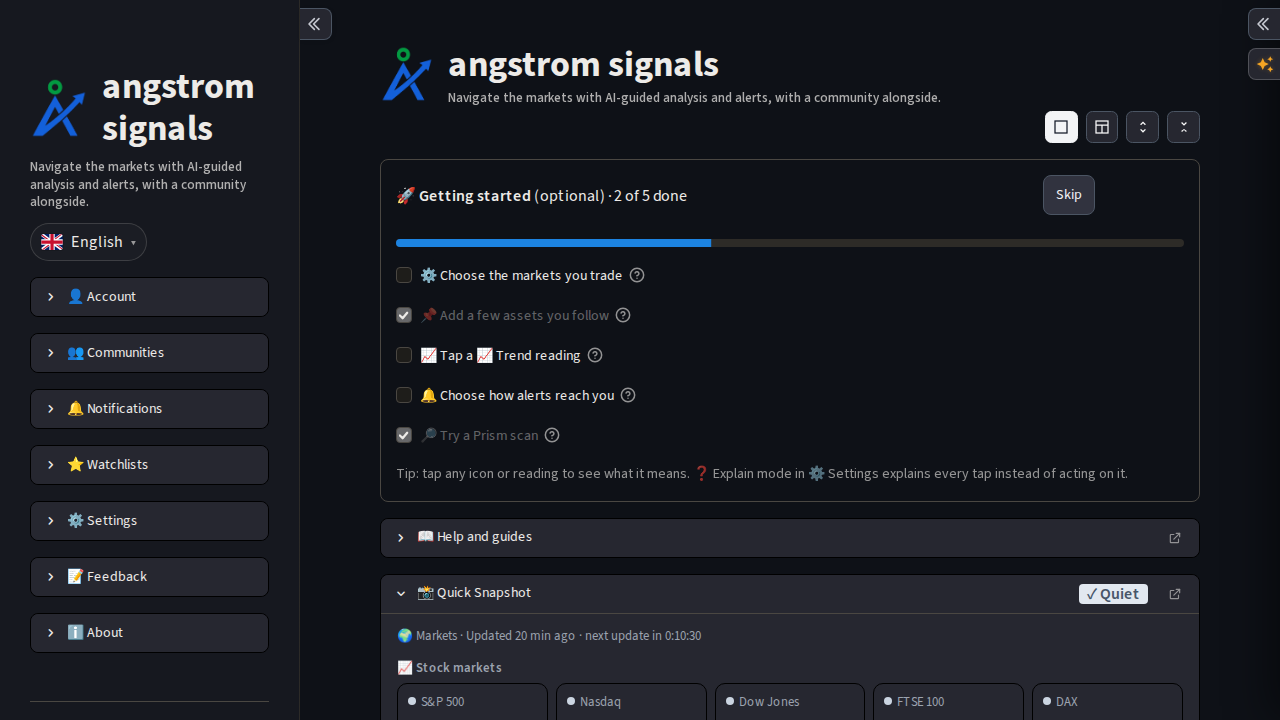 angstrom
signals
Navigate the markets with AI-guided
analysis and alerts, with a community
alongside.
English
Account
Communities
Notifications
Watchlists
Settings
Feedback
About
angstrom signals
Navigate the markets with AI-guided analysis and alerts, with a community alongside.
🚀 Getting started (optional) · 2 of 5 done
Skip
⚙️ Choose the markets you trade
📌 Add a few assets you follow
📈 Tap a 📈 Trend reading
🔔 Choose how alerts reach you
🔎 Try a Prism scan
Tip: tap any icon or reading to see what it means. ❓ Explain mode in ⚙️ Settings explains every tap instead of acting on it.
📖 Help and guides
📸 Quick Snapshot
✓ Quiet
🌍 Markets · Updated 20 min ago · next update in 0:10:30
📈 Stock markets
S&P 500
Nasdaq
Dow Jones
FTSE 100
DAX